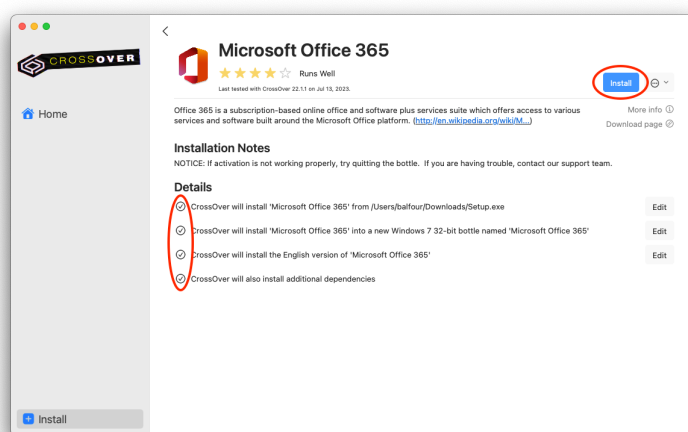 CROSSOVER
Home
Microsoft Office 365
Runs Well
Last tested with CrossOver 22.1.1 on Jul 13, 2023.
Install
Office 365 is a subscription-based online office and software plus services suite which offers access to various
services and software built around the Microsoft Office platform. (http://en.wikipedia.org/wiki/M...)
More info
Download page
Installation Notes
NOTICE: If activation is not working properly, try quitting the bottle. If you are having trouble, contact our support team.
Details
CrossOver will install 'Microsoft Office 365' from /Users/balfour/Downloads/Setup.exe
Edit
CrossOver will install 'Microsoft Office 365' into a new Windows 7 32-bit bottle named 'Microsoft Office 365'
Edit
CrossOver will install the English version of 'Microsoft Office 365'
Edit
CrossOver will also install additional dependencies
Install